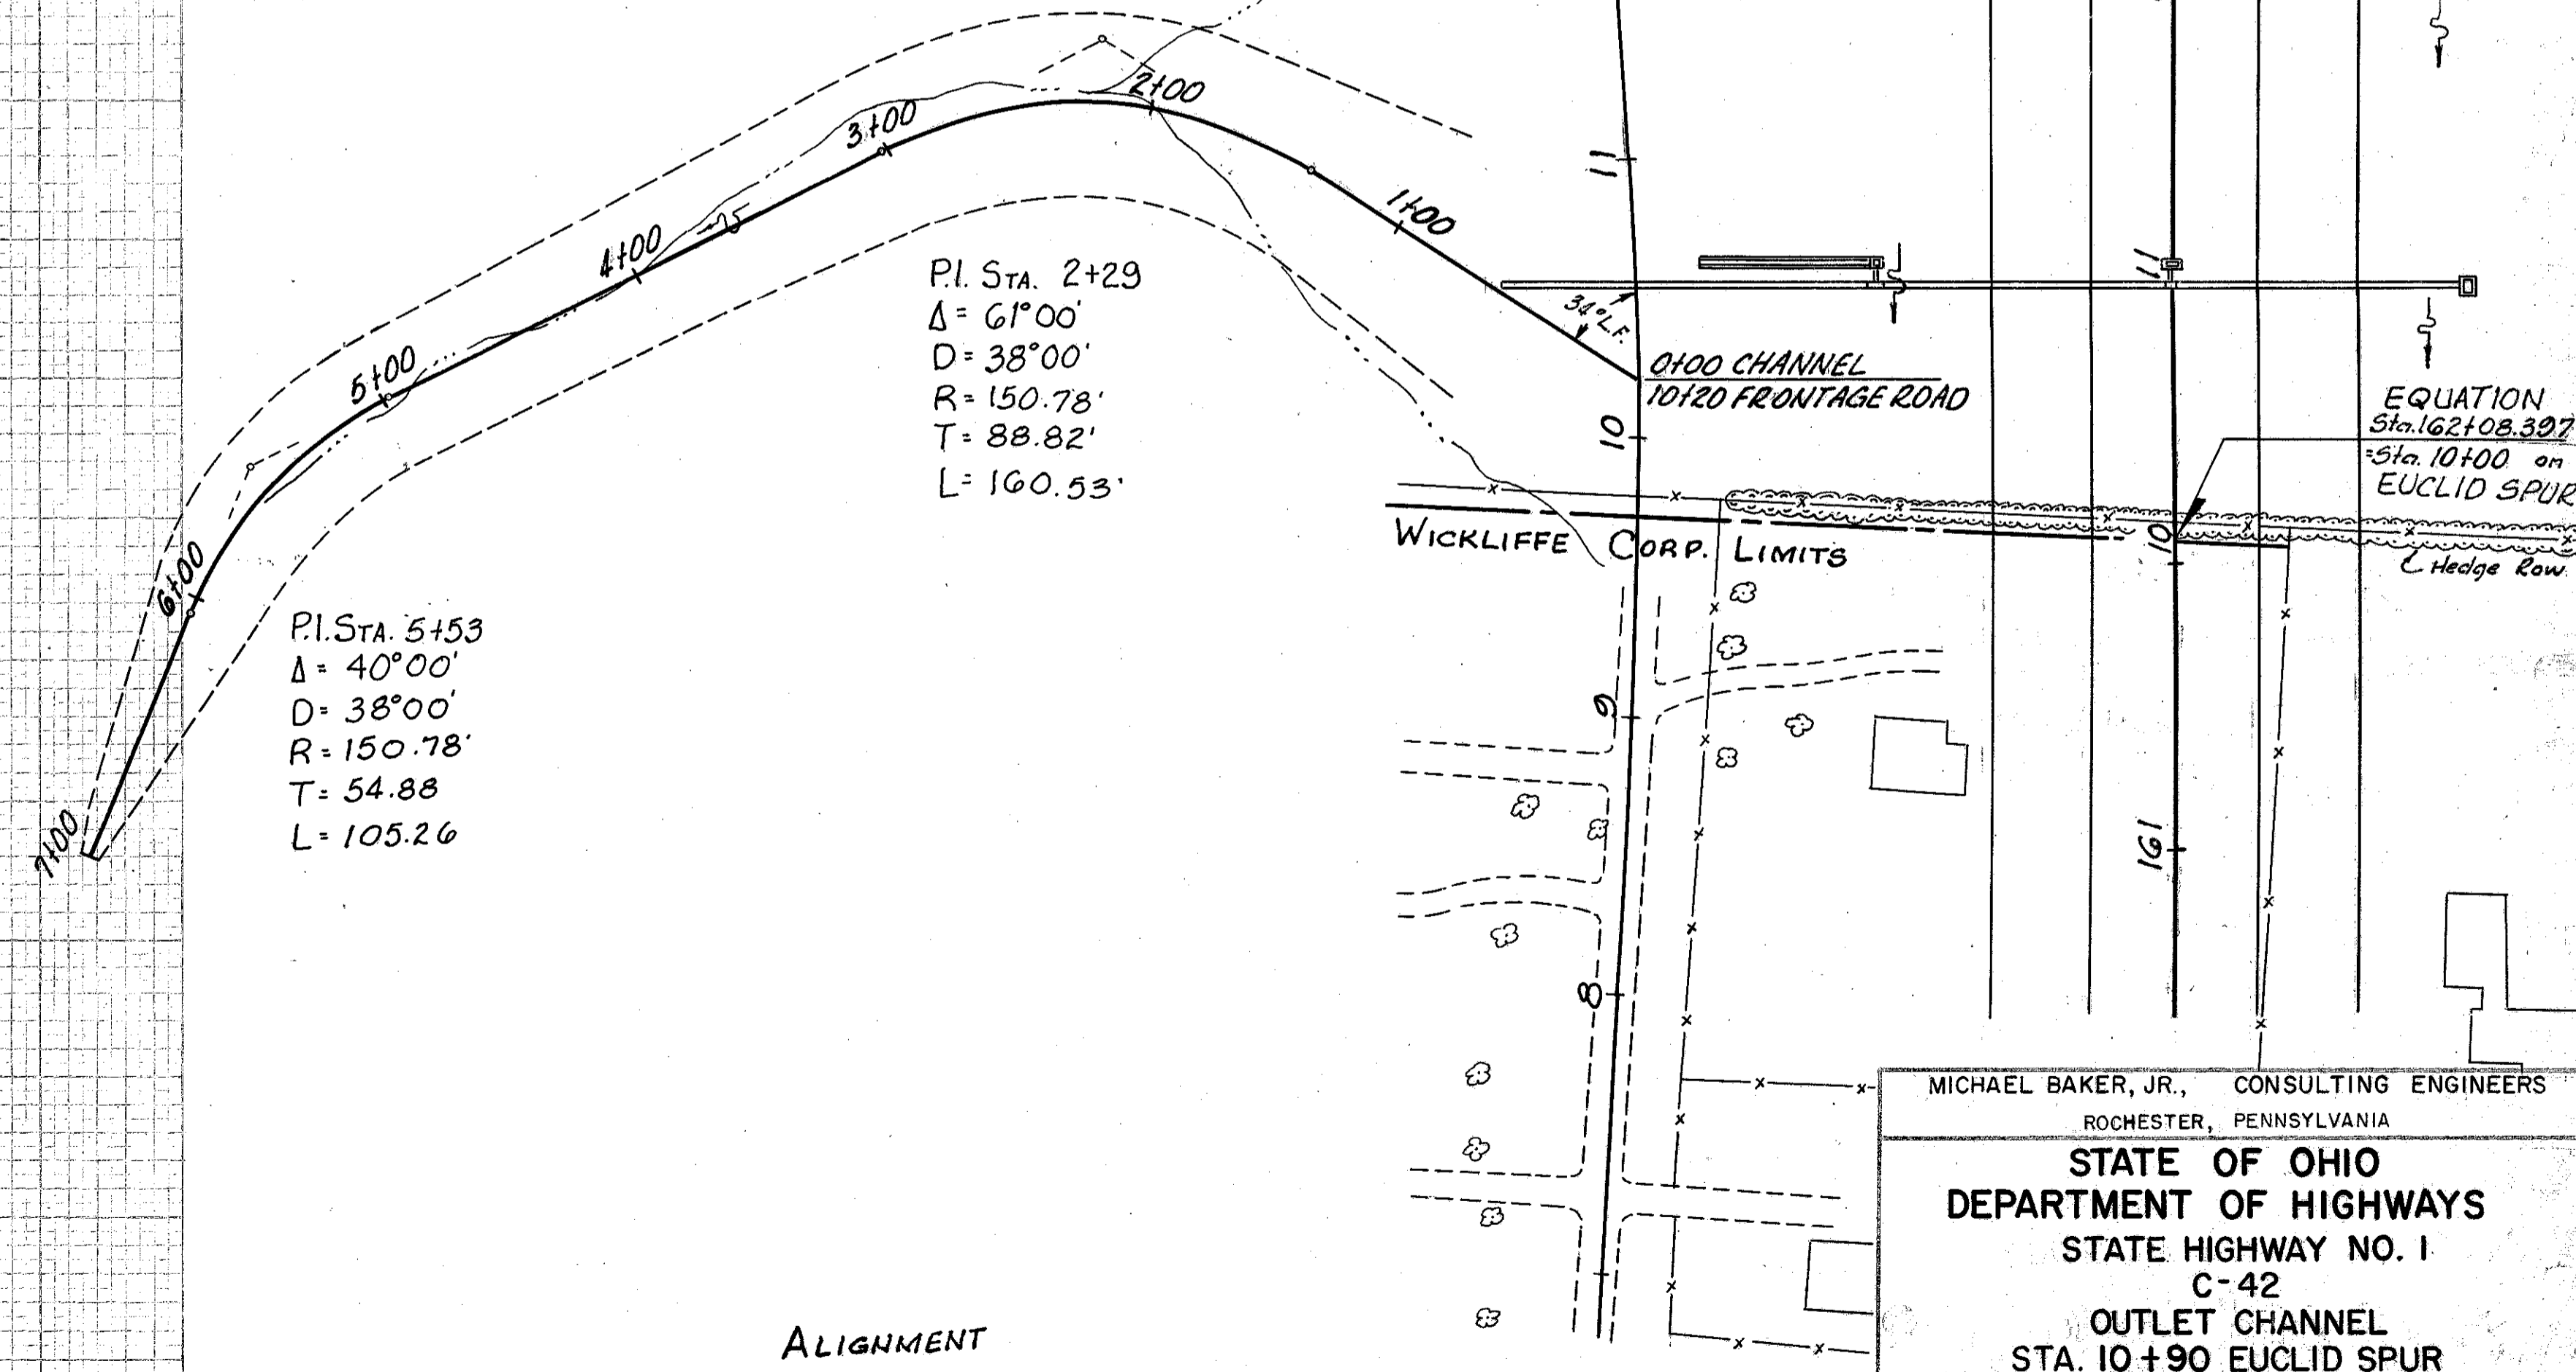 2+00
3+00
1+00
4+00
5+00
6+00
7+00
P.I. STA. 2+29
Δ = 61°00'
D = 38°00'
R = 150.78'
T = 88.82'
L = 160.53'
P.I. STA. 5+53
Δ = 40°00'
D = 38°00'
R = 150.78'
T = 54.88
L = 105.26
11
11
34° L.F.
0+00 CHANNEL
10+20 FRONTAGE ROAD
10
EQUATION
Sta. 162+08.397
=Sta. 10+00 on
EUCLID SPUR
WICKLIFFE CORP. LIMITS
10
Hedge Row
9
161
8
MICHAEL BAKER, JR., CONSULTING ENGINEERS
ROCHESTER, PENNSYLVANIA
STATE OF OHIO
DEPARTMENT OF HIGHWAYS
STATE HIGHWAY NO. 1
C-42
OUTLET CHANNEL
STA. 10+90 EUCLID SPUR
ALIGNMENT